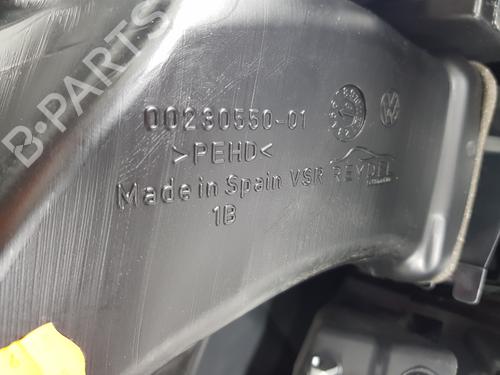 B-PARTS
00230550-01
>PEHD<
Made in Spain VSR REYDEL
1B